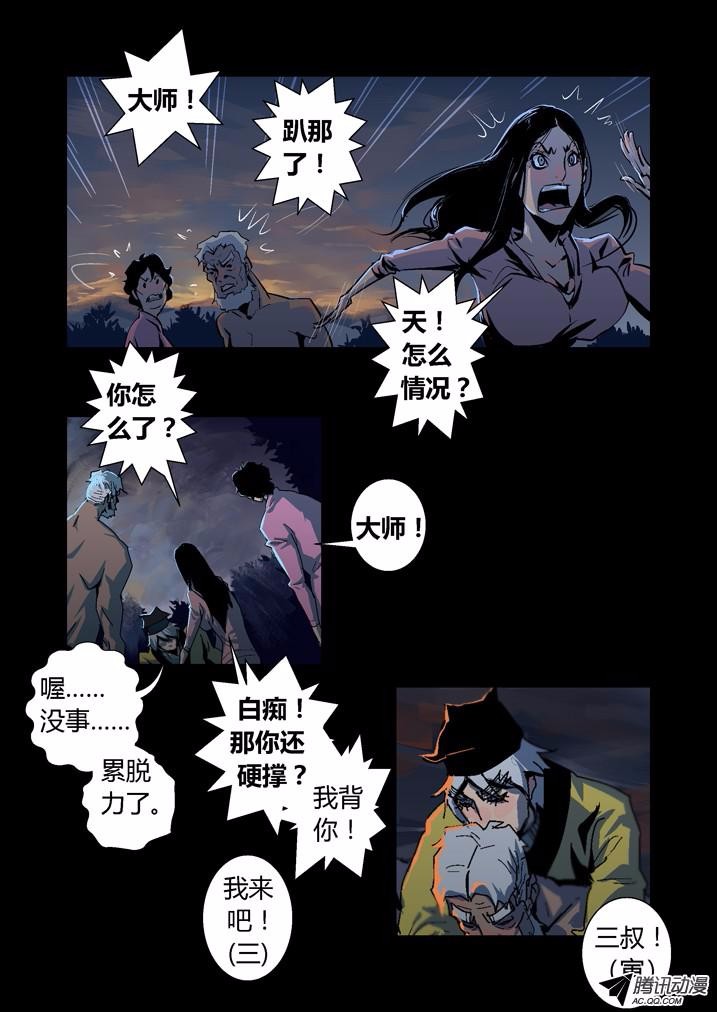 大师！
趴那
了！
天！
怎么
情况？
你怎
么了？
大师！
喔……
没事……
累脱
力了。
白痴！
那你还
硬撑？
我背
你！
我来
吧！
(三)
三叔！
（寅）
腾讯动漫
AC.QQ.COM